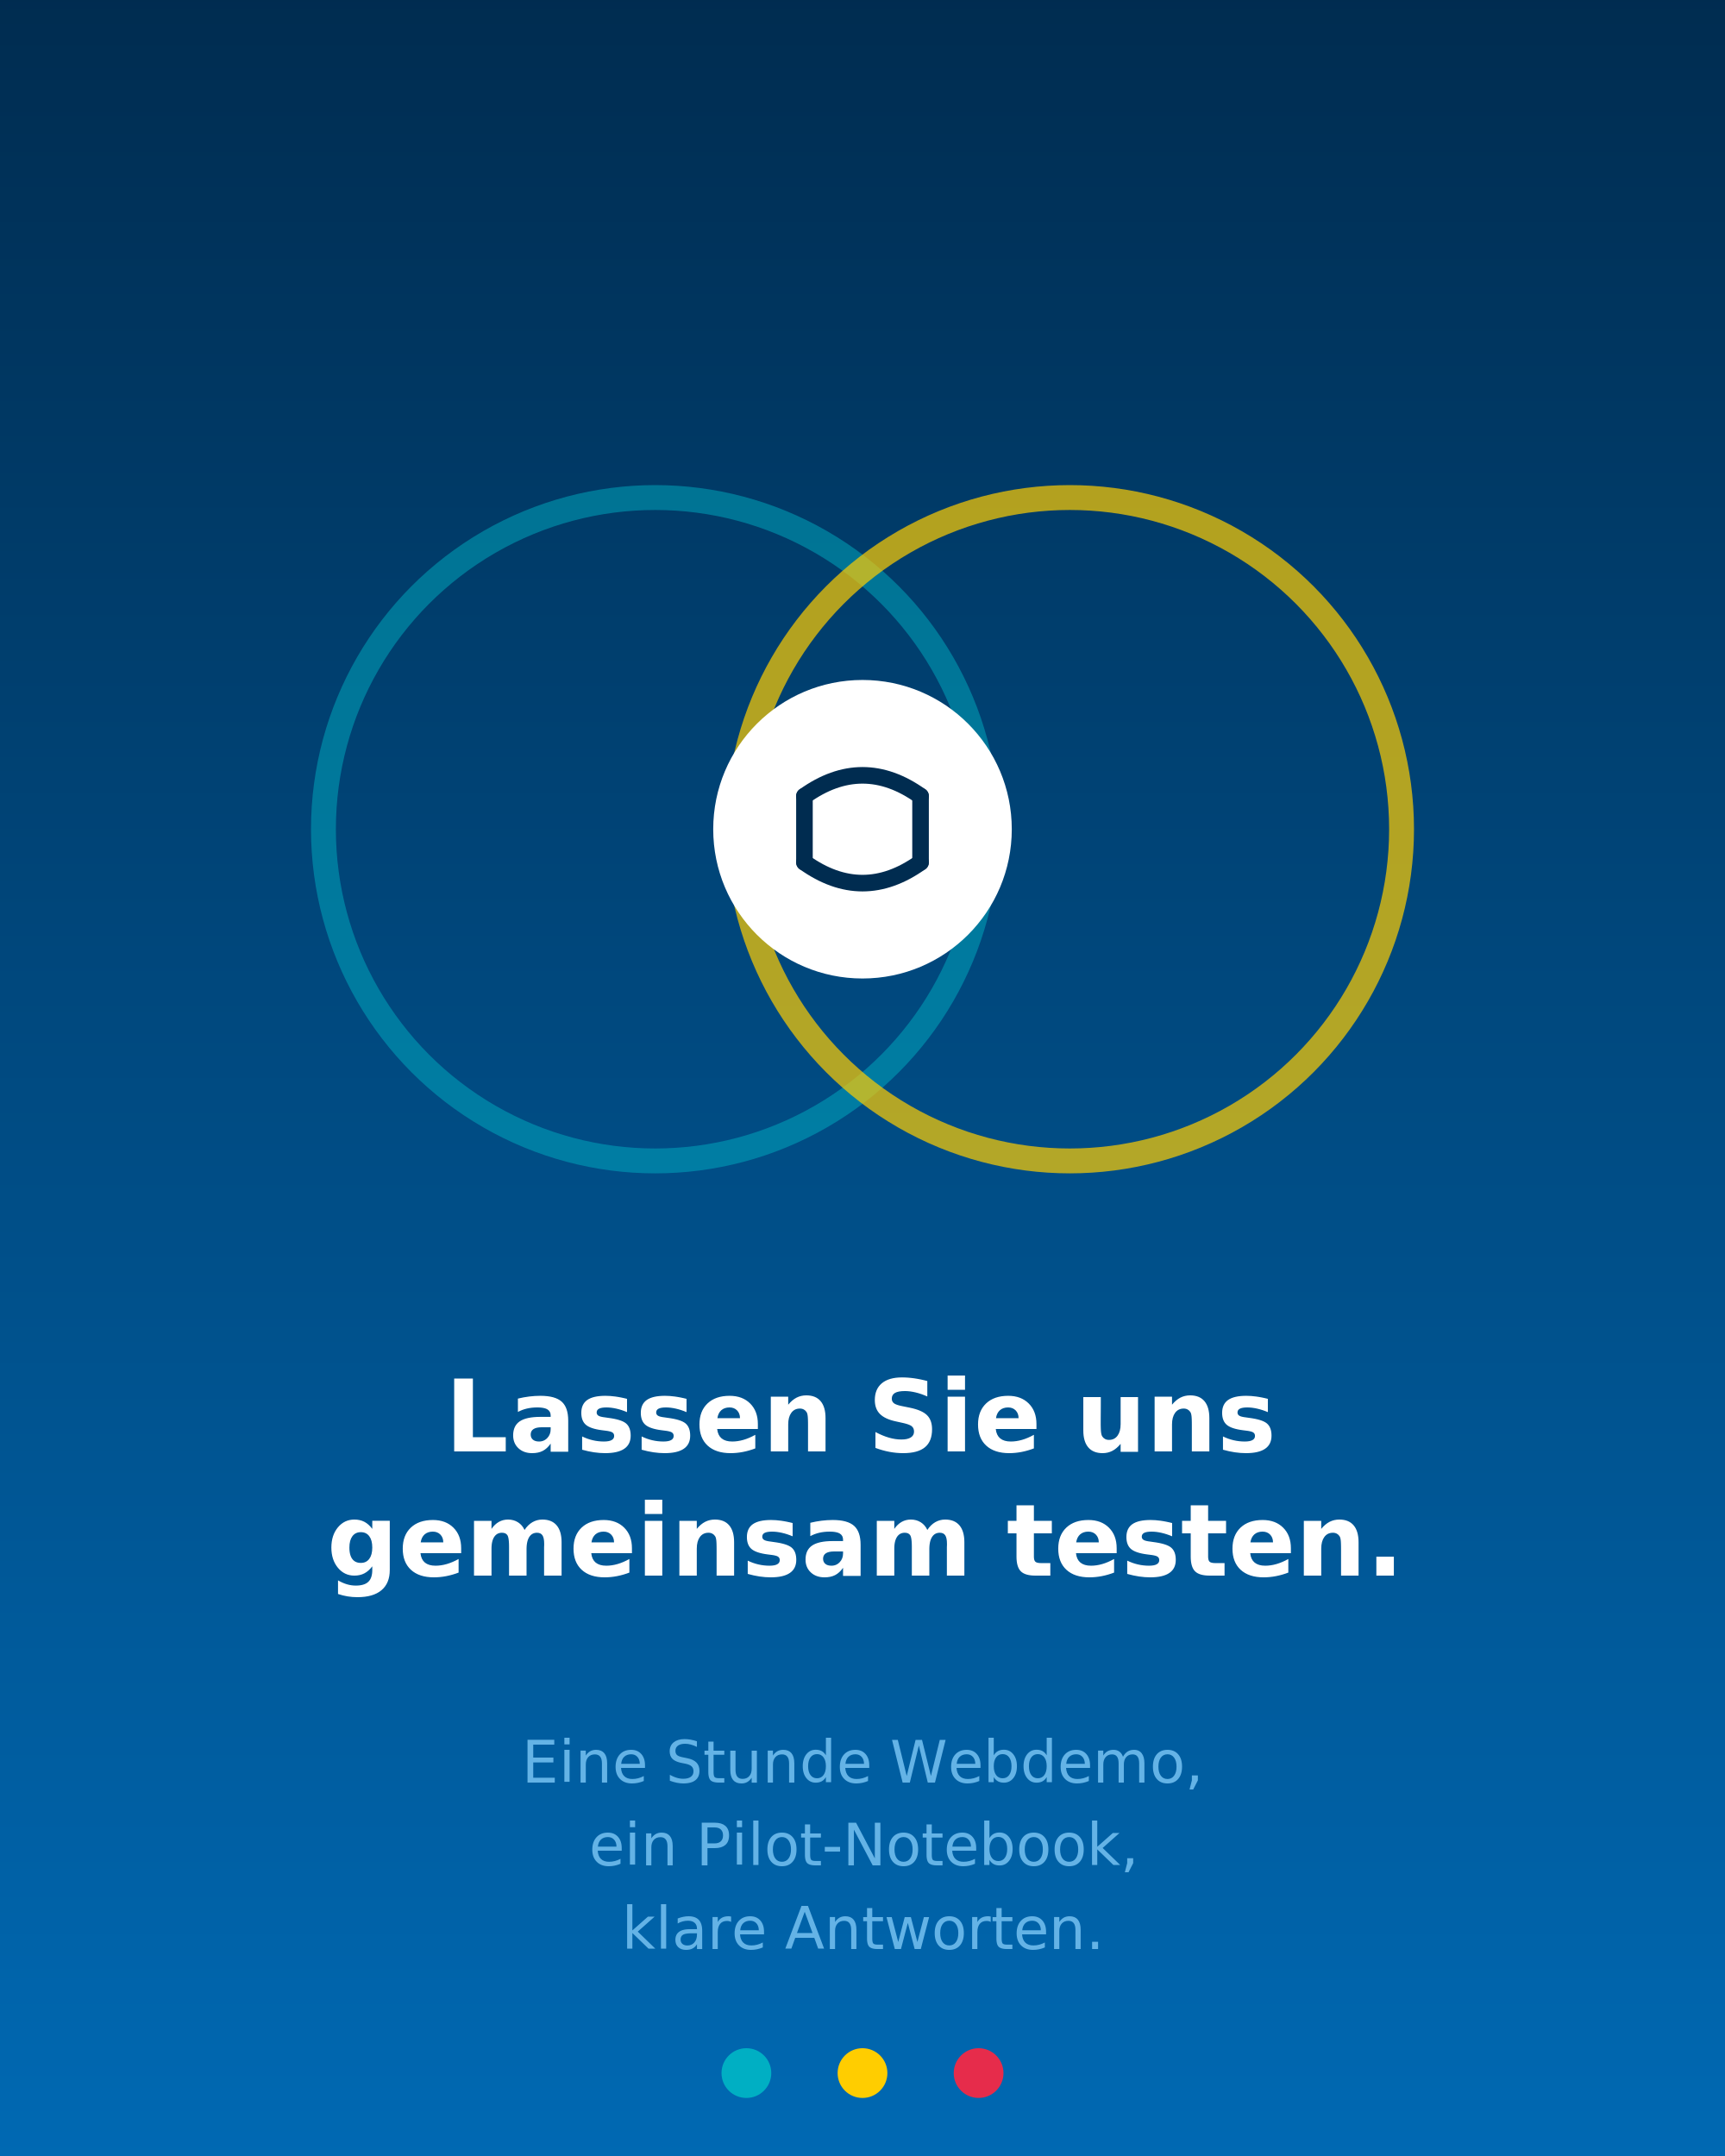 Lassen Sie uns
gemeinsam testen.
Eine Stunde Webdemo,
ein Pilot-Notebook,
klare Antworten.